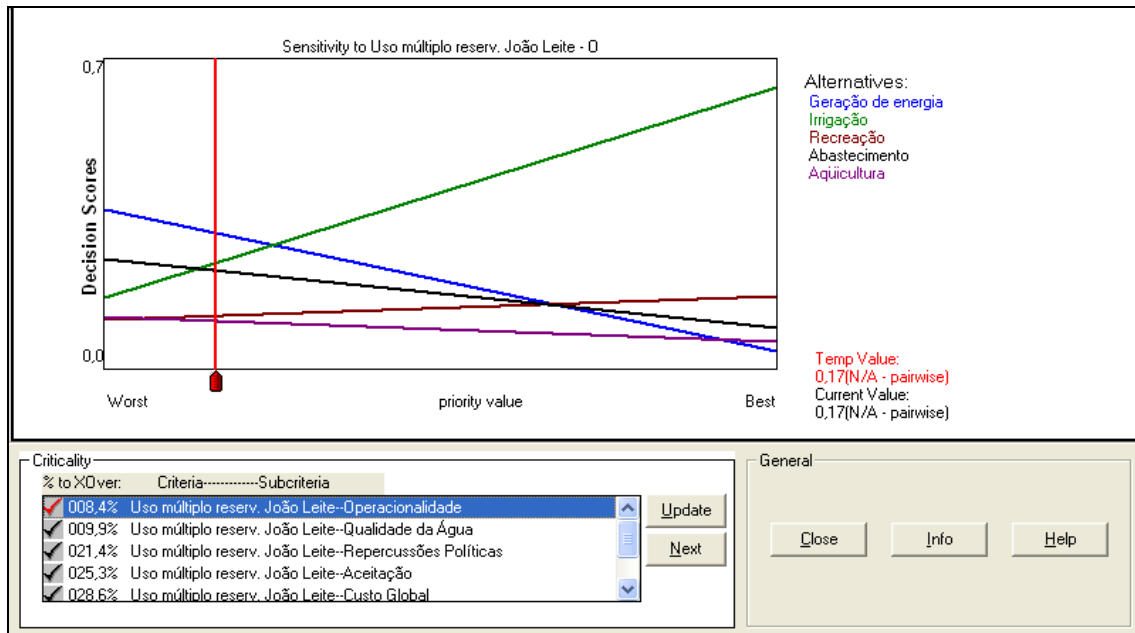 Sensitivity to Uso múltiplo reserv. João Leite - O
0,7
Decision Scores
0,0
Worst
priority value
Best
Alternatives:
Geração de energia
Irrigação
Recreação
Abastecimento
Aqüicultura
Temp Value:
0,17(N/A - pairwise)
Current Value:
0,17(N/A - pairwise)
Criticality
% to XOver: Criteria------------Subcriteria
008,4% Uso múltiplo reserv. João Leite--Operacionalidade
009,9% Uso múltiplo reserv. João Leite--Qualidade da Água
021,4% Uso múltiplo reserv. João Leite--Repercussões Políticas
025,3% Uso múltiplo reserv. João Leite--Aceitação
028,6% Uso múltiplo reserv. João Leite--Custo Global
Update
Next
General
Close
Info
Help